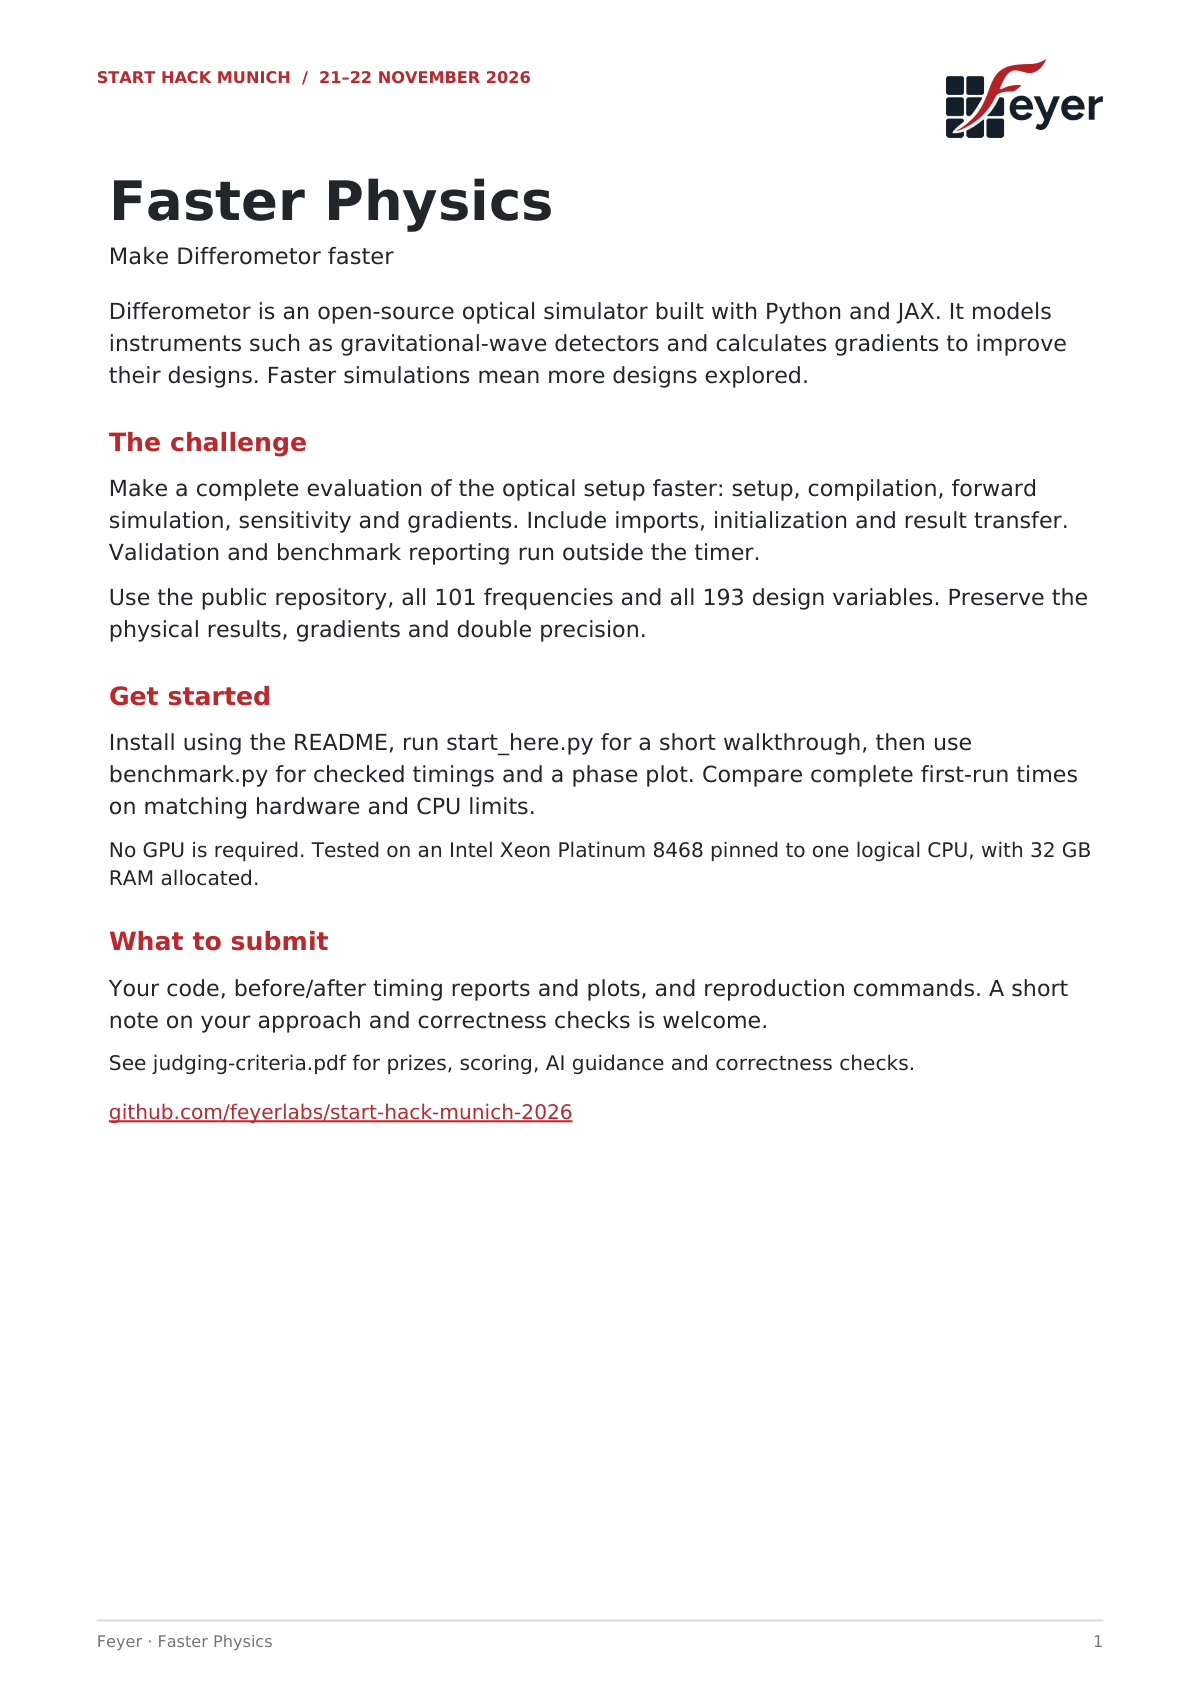 START HACK MUNICH / 21–22 NOVEMBER 2026
Feyer
Faster Physics
Make Differometor faster
Differometor is an open-source optical simulator built with Python and JAX. It models
instruments such as gravitational-wave detectors and calculates gradients to improve
their designs. Faster simulations mean more designs explored.
The challenge
Make a complete evaluation of the optical setup faster: setup, compilation, forward
simulation, sensitivity and gradients. Include imports, initialization and result transfer.
Validation and benchmark reporting run outside the timer.
Use the public repository, all 101 frequencies and all 193 design variables. Preserve the
physical results, gradients and double precision.
Get started
Install using the README, run start_here.py for a short walkthrough, then use
benchmark.py for checked timings and a phase plot. Compare complete first-run times
on matching hardware and CPU limits.
No GPU is required. Tested on an Intel Xeon Platinum 8468 pinned to one logical CPU, with 32 GB
RAM allocated.
What to submit
Your code, before/after timing reports and plots, and reproduction commands. A short
note on your approach and correctness checks is welcome.
See judging-criteria.pdf for prizes, scoring, AI guidance and correctness checks.
github.com/feyerlabs/start-hack-munich-2026
Feyer · Faster Physics
1